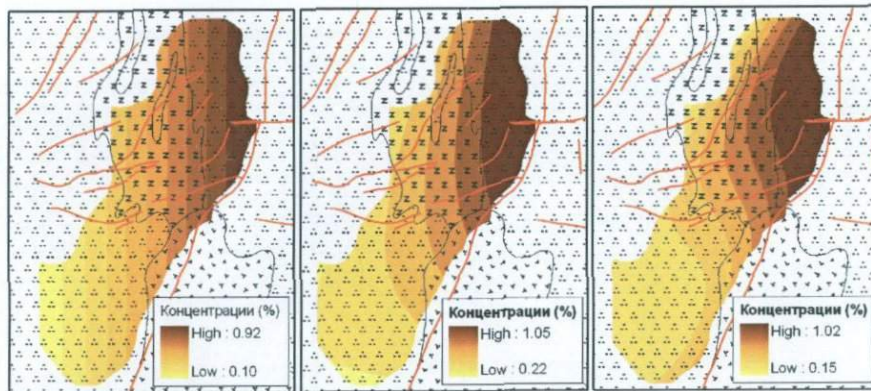 Концентрации (%)
High : 0.92
Low : 0.10
Концентрации (%)
High : 1.05
Low : 0.22
Концентрации (%)
High : 1.02
Low : 0.15